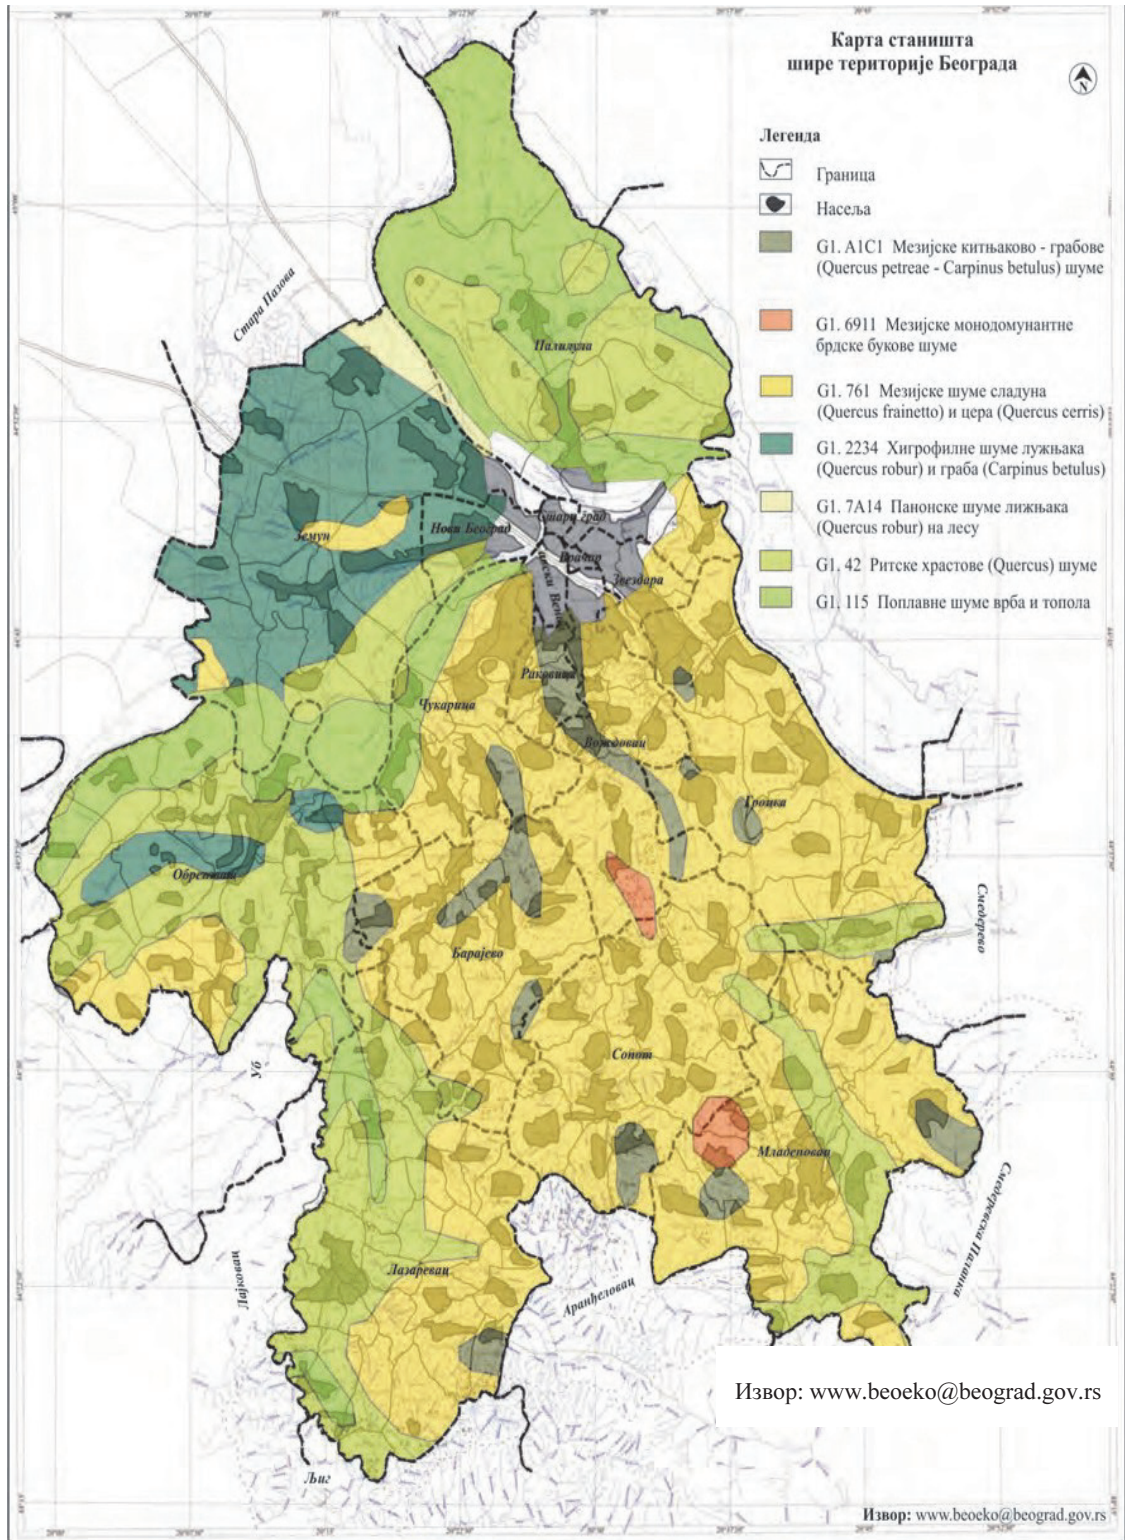 Карта станишта
шире територије Београда
N
Легенда
Граница
Насеља
G1. A1C1 Мезијске китњаково - грабове
(Quercus petreae - Carpinus betulus) шуме
G1. 6911 Мезијске монодомунантне
брдске букове шуме
G1. 761 Мезијске шуме сладуна
(Quercus frainetto) и цера (Quercus cerris)
G1. 2234 Хигрофилне шуме лужњака
(Quercus robur) и граба (Carpinus betulus)
G1. 7A14 Панонске шуме лижњака
(Quercus robur) на лесу
G1. 42 Ритске храстове (Quercus) шуме
G1. 115 Поплавне шуме врба и топола
Стара Пазова
Палилула
Земун
Нови Београд
Стари град
Врачар
Звездара
Раковица
Чукарица
Вождовац
Гроцка
Обреновац
Смедерево
Барајево
Сопот
Уб
Младеновац
Смедеревска Паланка
Лајковац
Лазаревац
Аранђеловац
Љиг
Извор: www.beoeko@beograd.gov.rs
Извор: www.beoeko@beograd.gov.rs